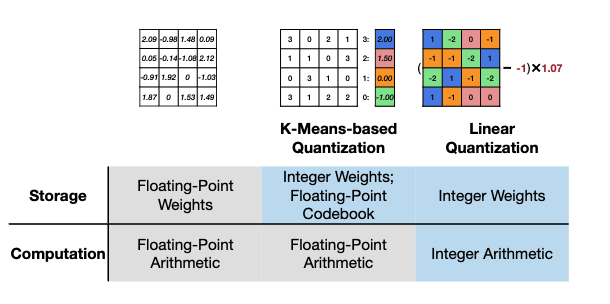 2.09 -0.98 1.48 0.09
0.05 -0.14 -1.08 2.12
-0.91 1.92 0 -1.03
1.87 0 1.53 1.49
3 0 2 1 3: 2.00
1 1 0 3 2: 1.50
0 3 1 0 1: 0.00
3 1 2 2 0: -1.00
1 -2 0 -1
-1 -1 -2 1
-2 1 -1 -2
1 -1 0 0
( − -1)×1.07
K-Means-based
Quantization
Linear
Quantization
Storage
Floating-Point
Weights
Integer Weights;
Floating-Point
Codebook
Integer Weights
Computation
Floating-Point
Arithmetic
Floating-Point
Arithmetic
Integer Arithmetic